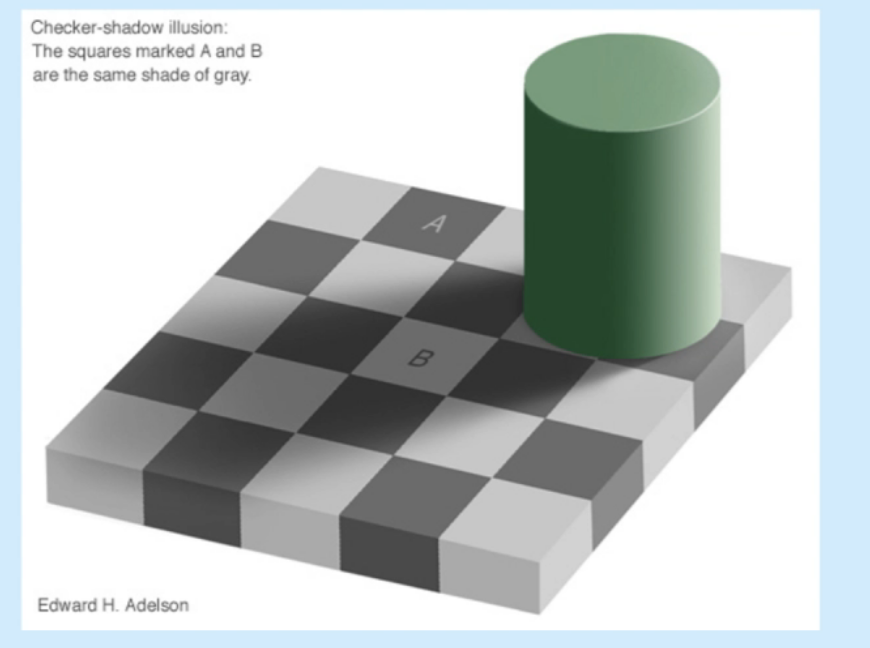 Checker-shadow illusion:
The squares marked A and B
are the same shade of gray.
A
B
Edward H. Adelson